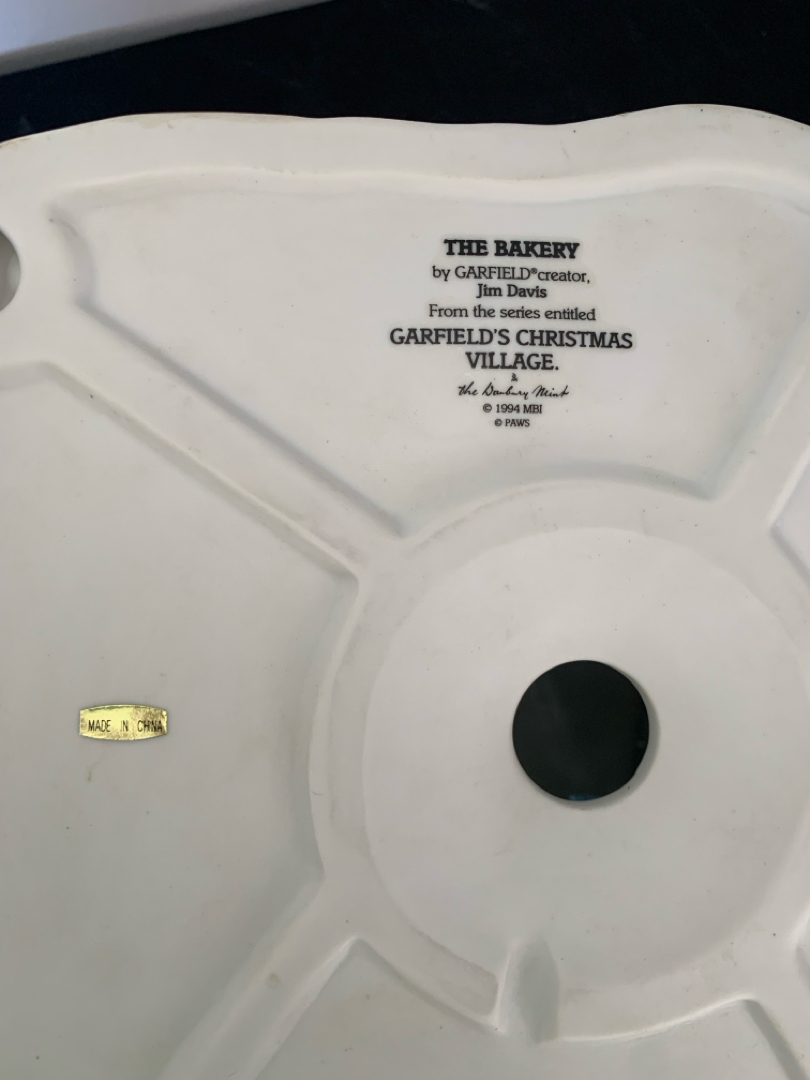 THE BAKERY
by GARFIELD® creator,
Jim Davis
From the series entitled
GARFIELD'S CHRISTMAS
VILLAGE.
&
the Danbury Mint
© 1994 MBI
© PAWS
MADE IN CHINA